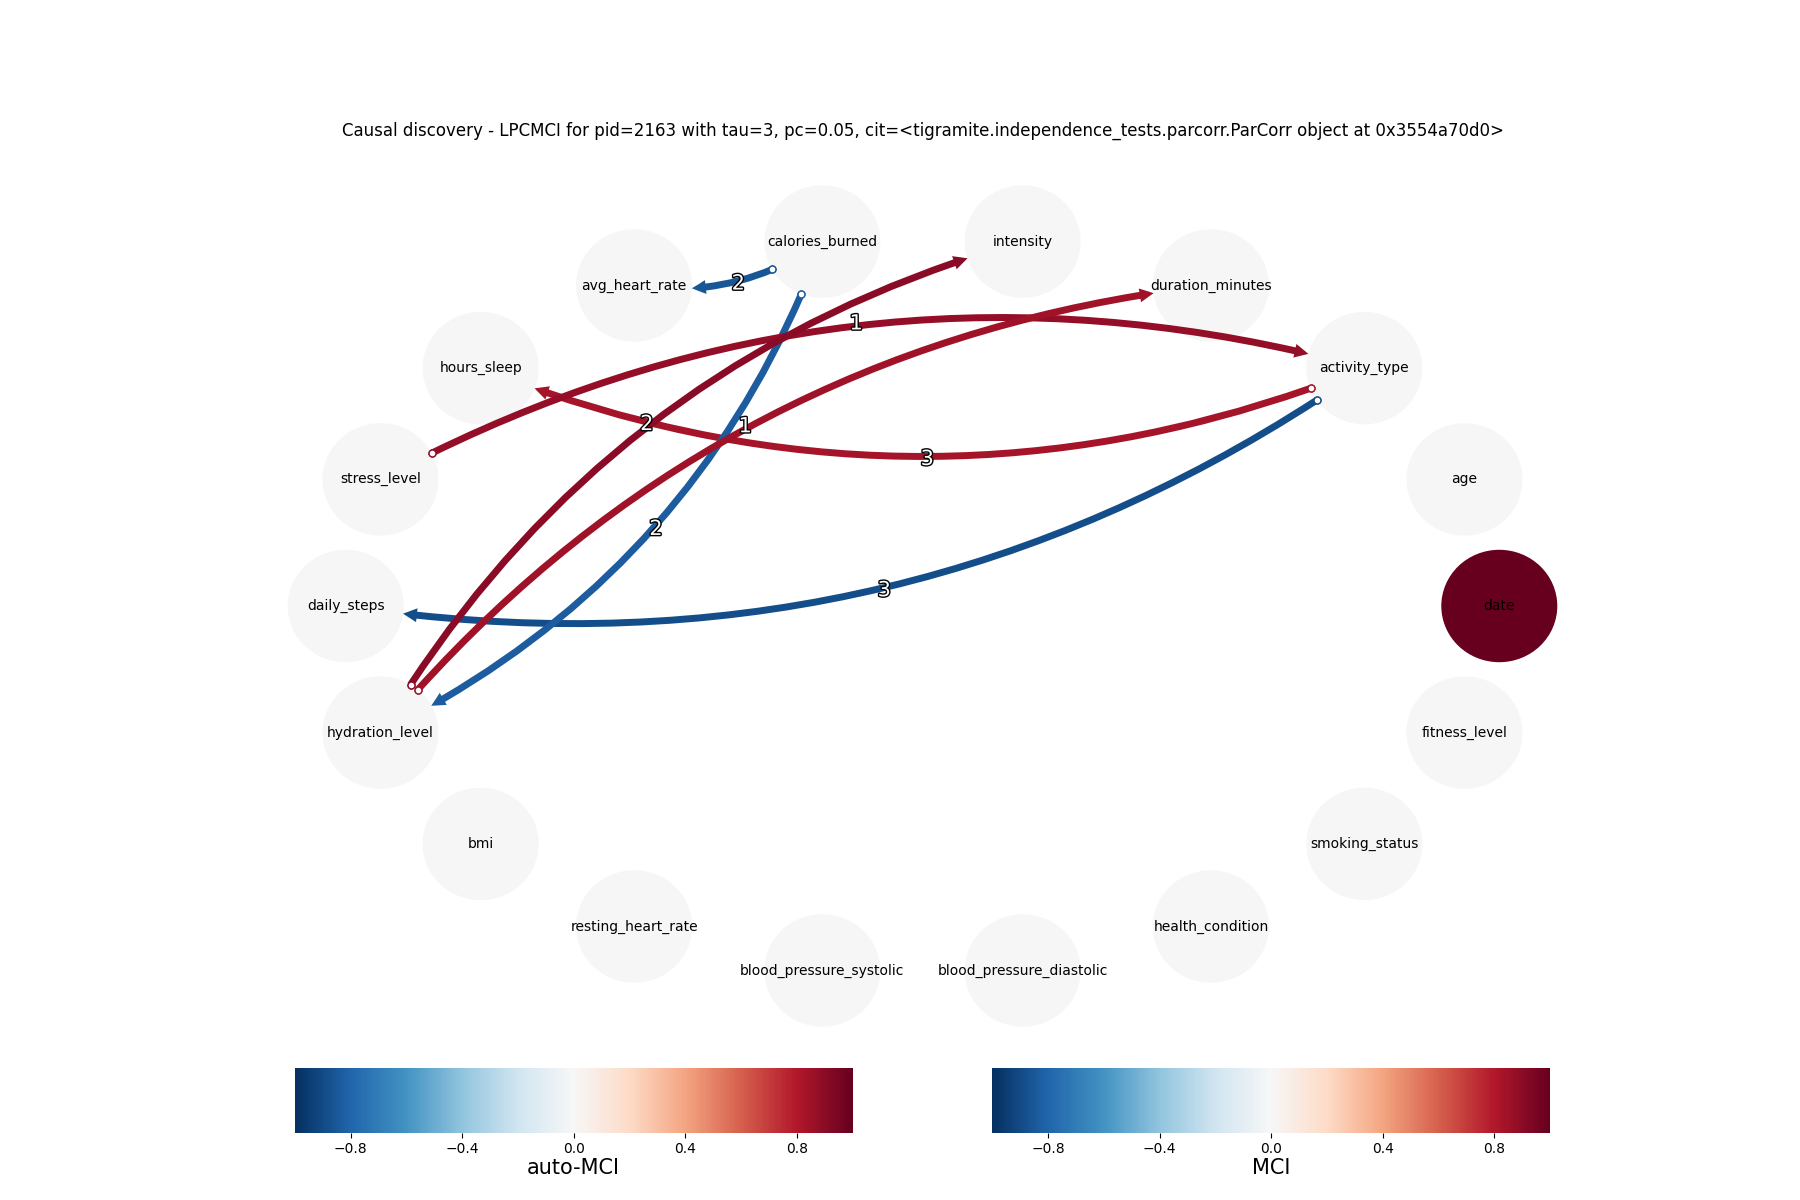 Causal discovery - LPCMCI for pid=2163 with tau=3, pc=0.05, cit=<tigramite.independence_tests.parcorr.ParCorr object at 0x3554a70d0>
calories_burned
intensity
avg_heart_rate
2
duration_minutes
1
hours_sleep
activity_type
2
1
3
stress_level
age
2
3
daily_steps
date
hydration_level
fitness_level
bmi
smoking_status
resting_heart_rate
health_condition
blood_pressure_systolic
blood_pressure_diastolic
−0.8 −0.4 0.0 0.4 0.8
auto-MCI
−0.8 −0.4 0.0 0.4 0.8
MCI